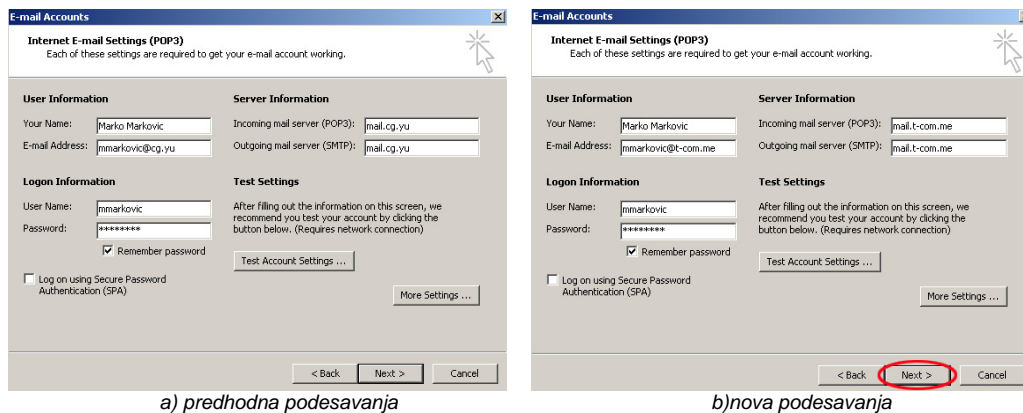 E-mail Accounts
Internet E-mail Settings (POP3)
Each of these settings are required to get your e-mail account working.
User Information
Your Name: Marko Markovic
E-mail Address: mmarkovic@cg.yu
Server Information
Incoming mail server (POP3): mail.cg.yu
Outgoing mail server (SMTP): mail.cg.yu
Logon Information
User Name: mmarkovic
Password: ********
Remember password
Log on using Secure Password
Authentication (SPA)
Test Settings
After filling out the information on this screen, we
recommend you test your account by clicking the
button below. (Requires network connection)
Test Account Settings ...
More Settings ...
< Back Next > Cancel
a) predhodna podesavanja
E-mail Accounts
Internet E-mail Settings (POP3)
Each of these settings are required to get your e-mail account working.
User Information
Your Name: Marko Markovic
E-mail Address: mmarkovic@t-com.me
Server Information
Incoming mail server (POP3): mail.t-com.me
Outgoing mail server (SMTP): mail.t-com.me
Logon Information
User Name: mmarkovic
Password: ********
Remember password
Log on using Secure Password
Authentication (SPA)
Test Settings
After filling out the information on this screen, we
recommend you test your account by clicking the
button below. (Requires network connection)
Test Account Settings ...
More Settings ...
< Back Next > Cancel
b)nova podesavanja